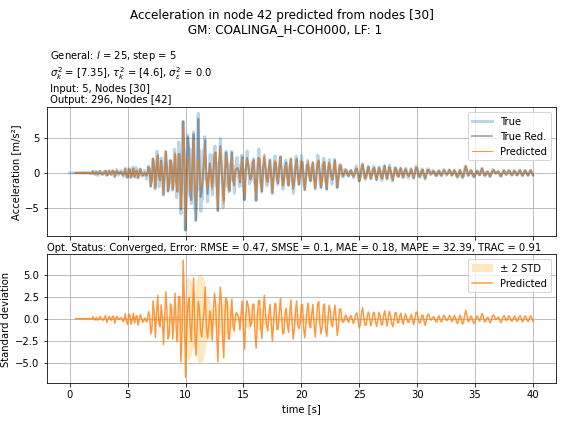 Acceleration in node 42 predicted from nodes [30]
GM: COALINGA_H-COH000, LF: 1
General: l = 25, step = 5
σ²ₖ = [7.35], τ²ₖ = [4.6], σ²ε = 0.0
Input: 5, Nodes [30]
Output: 296, Nodes [42]
Acceleration [m/s²]
5
0
−5
True
True Red.
Predicted
Opt. Status: Converged, Error: RMSE = 0.47, SMSE = 0.1, MAE = 0.18, MAPE = 32.39, TRAC = 0.91
Standard deviation
5.0
2.5
0.0
−2.5
−5.0
± 2 STD
Predicted
0 5 10 15 20 25 30 35 40
time [s]